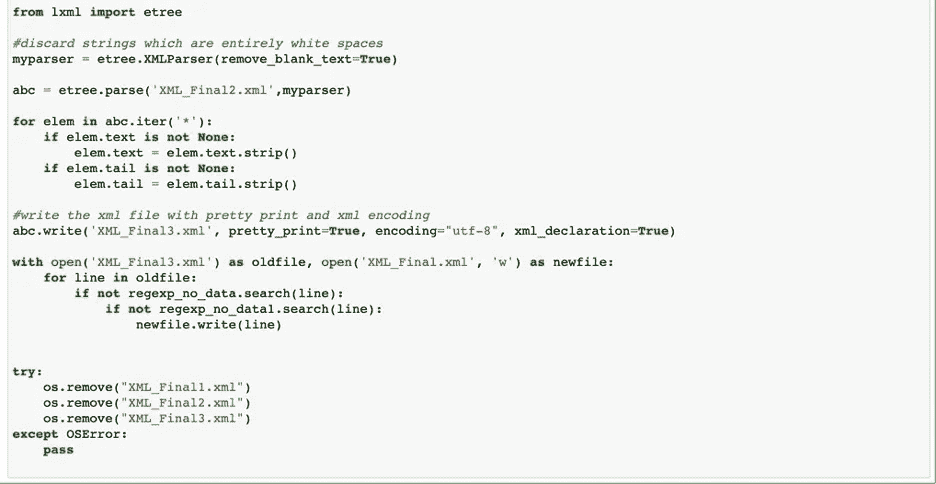 from lxml import etree
#discard strings which are entirely white spaces
myparser = etree.XMLParser(remove_blank_text=True)
abc = etree.parse('XML_Final2.xml',myparser)
for elem in abc.iter('*'):
    if elem.text is not None:
        elem.text = elem.text.strip()
    if elem.tail is not None:
        elem.tail = elem.tail.strip()
#write the xml file with pretty print and xml encoding
abc.write('XML_Final3.xml', pretty_print=True, encoding="utf-8", xml_declaration=True)
with open('XML_Final3.xml') as oldfile, open('XML_Final.xml', 'w') as newfile:
    for line in oldfile:
        if not regexp_no_data.search(line):
            if not regexp_no_data1.search(line):
                newfile.write(line)
try:
    os.remove("XML_Final1.xml")
    os.remove("XML_Final2.xml")
    os.remove("XML_Final3.xml")
except OSError:
    pass